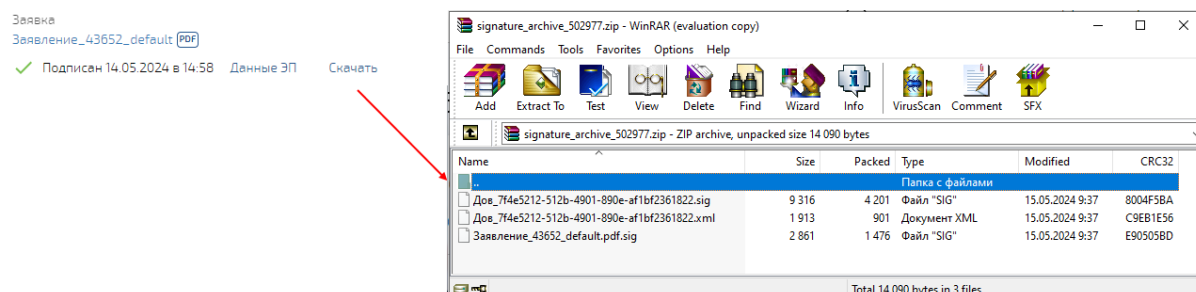 Заявка
Заявление_43652_default PDF
Подписан 14.05.2024 в 14:58 Данные ЭП Скачать
signature_archive_502977.zip - WinRAR (evaluation copy)
File Commands Tools Favorites Options Help
Add Extract To Test View Delete Find Wizard Info VirusScan Comment SFX
signature_archive_502977.zip - ZIP archive, unpacked size 14 090 bytes
Name Size Packed Type Modified CRC32
.. Папка с файлами
Дов_7f4e5212-512b-4901-890e-af1bf2361822.sig 9 316 4 201 Файл "SIG" 15.05.2024 9:37 8004F5BA
Дов_7f4e5212-512b-4901-890e-af1bf2361822.xml 1 913 901 Документ XML 15.05.2024 9:37 C9EB1E56
Заявление_43652_default.pdf.sig 2 861 1 476 Файл "SIG" 15.05.2024 9:37 E90505BD
Total 14 090 bytes in 3 files